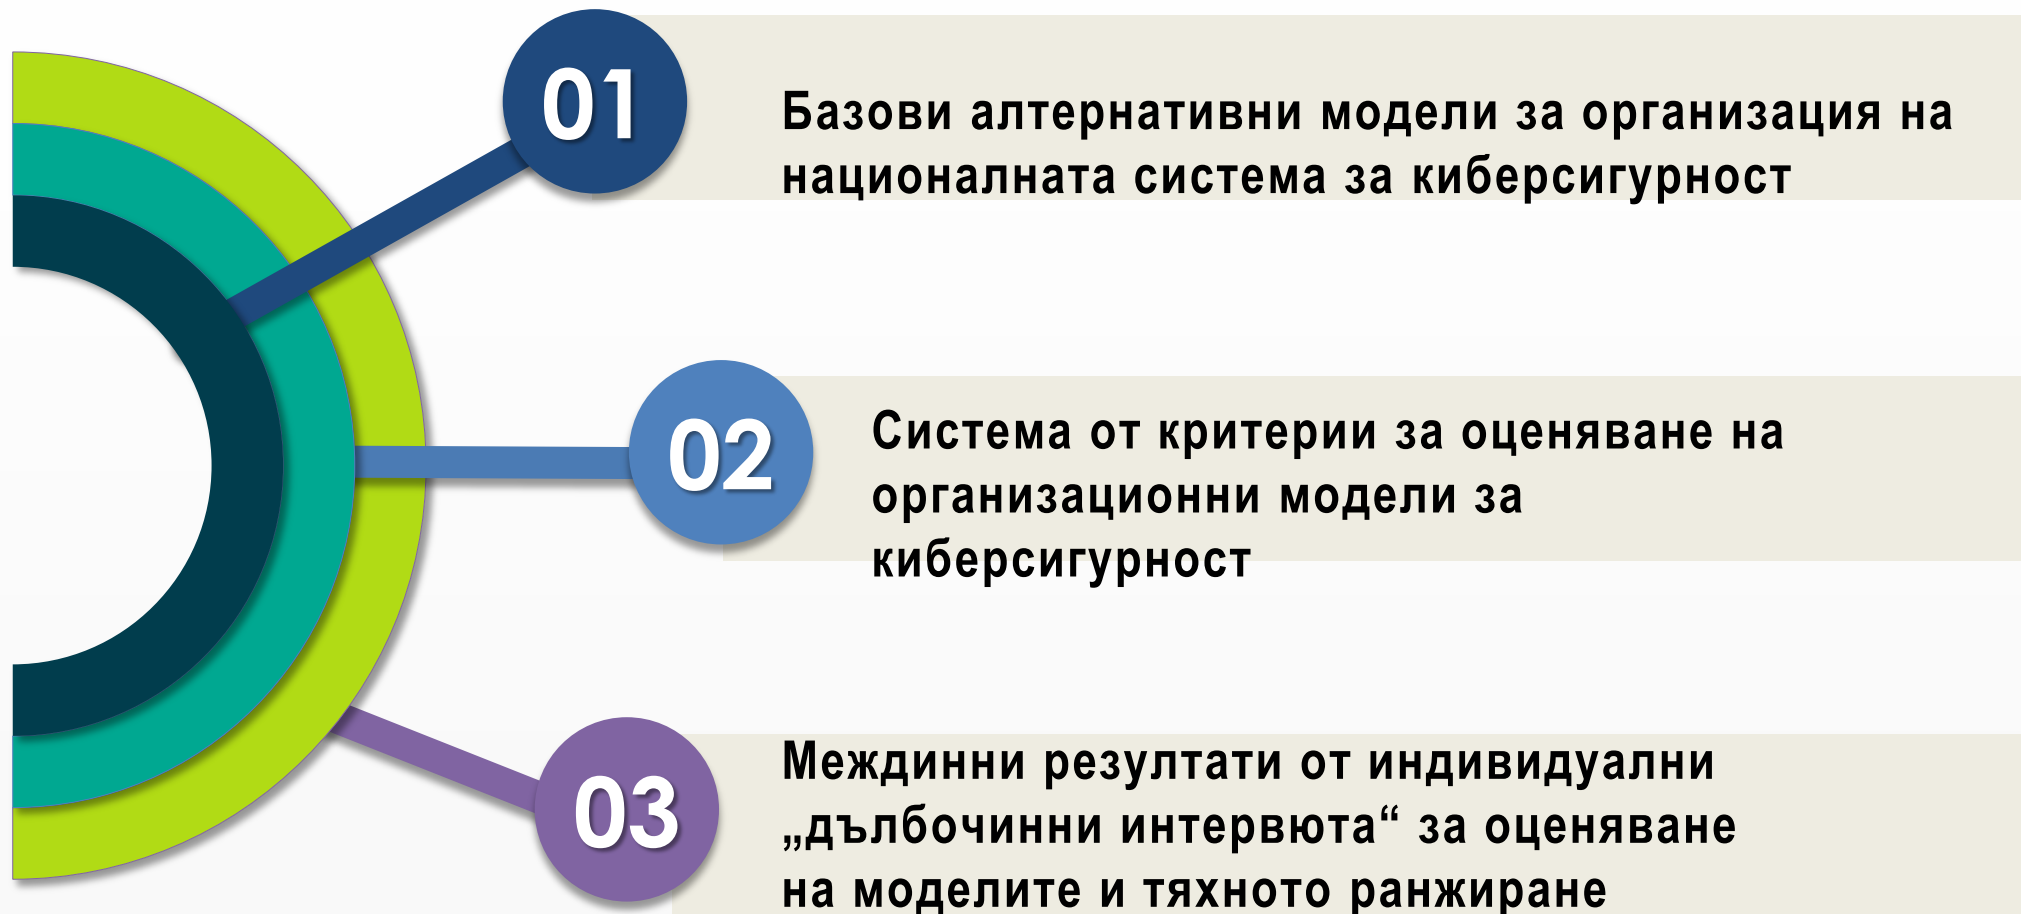 01
Базови алтернативни модели за организация на
националната система за киберсигурност
02
Система от критерии за оценяване на
организационни модели за
киберсигурност
03
Междинни резултати от индивидуални
„дълбочинни интервюта“ за оценяване
на моделите и тяхното ранжиране